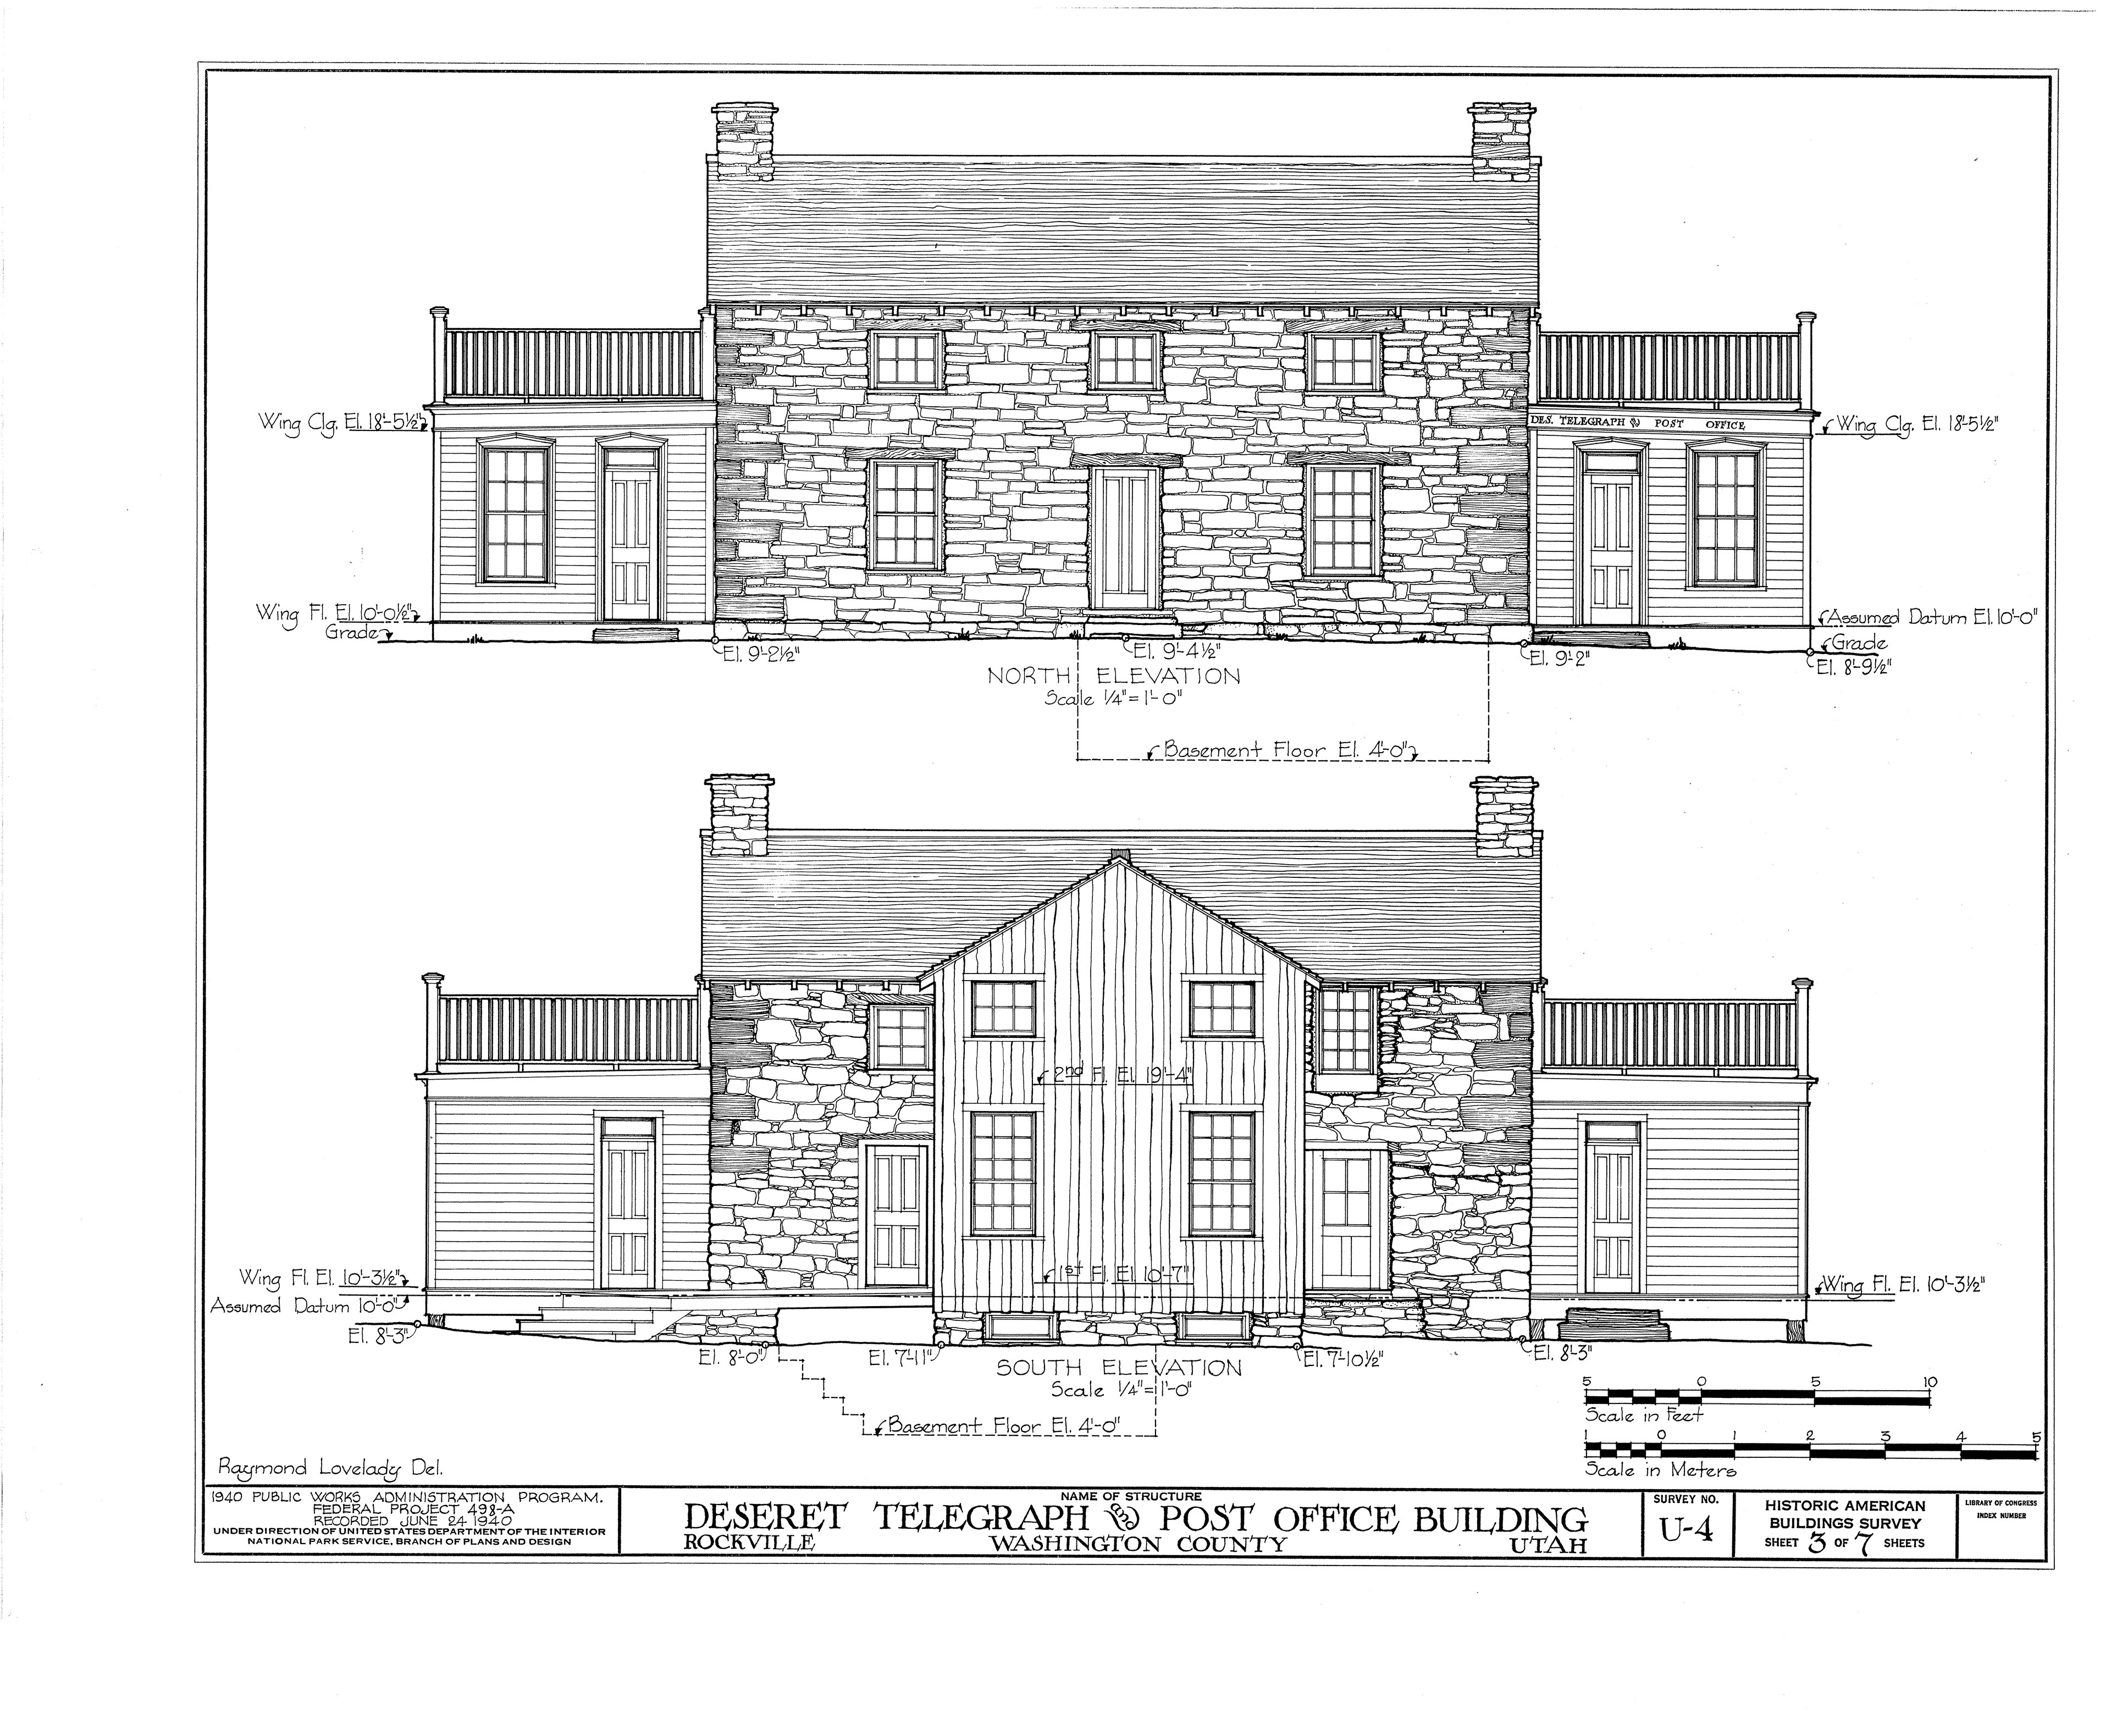 Wing Clg. El. 18'-5½"
DES. TELEGRAPH and POST OFFICE
Wing Clg. El. 18'-5½"
Wing Fl. El. 10'-0½"
Grade
Assumed Datum El. 10'-0"
Grade
El. 9'-2½"
El. 9'-4½"
El. 9'-2"
El. 8'-9½"
NORTH ELEVATION
Scale ¼"=1'-0"
Basement Floor El. 4'-0"
2nd Fl. El. 19'-4"
1st Fl. El. 10'-7"
Wing Fl. El. 10'-3½"
Assumed Datum 10'-0"
Wing Fl. El. 10'-3½"
El. 8'-3"
El. 8'-0"
El. 7'-11"
El. 7'-10½"
El. 8'-3"
SOUTH ELEVATION
Scale ¼"=1'-0"
Basement Floor El. 4'-0"
5 0 5 10
Scale in Feet
1 0 1 2 3 4 5
Scale in Meters
Raymond Lovelady Del.
1940 PUBLIC WORKS ADMINISTRATION PROGRAM.
FEDERAL PROJECT 498-A
RECORDED JUNE 24 1940
UNDER DIRECTION OF UNITED STATES DEPARTMENT OF THE INTERIOR
NATIONAL PARK SERVICE, BRANCH OF PLANS AND DESIGN
NAME OF STRUCTURE
DESERET TELEGRAPH and POST OFFICE BUILDING
ROCKVILLE WASHINGTON COUNTY UTAH
SURVEY NO.
U-4
HISTORIC AMERICAN
BUILDINGS SURVEY
SHEET 3 OF 7 SHEETS
LIBRARY OF CONGRESS
INDEX NUMBER